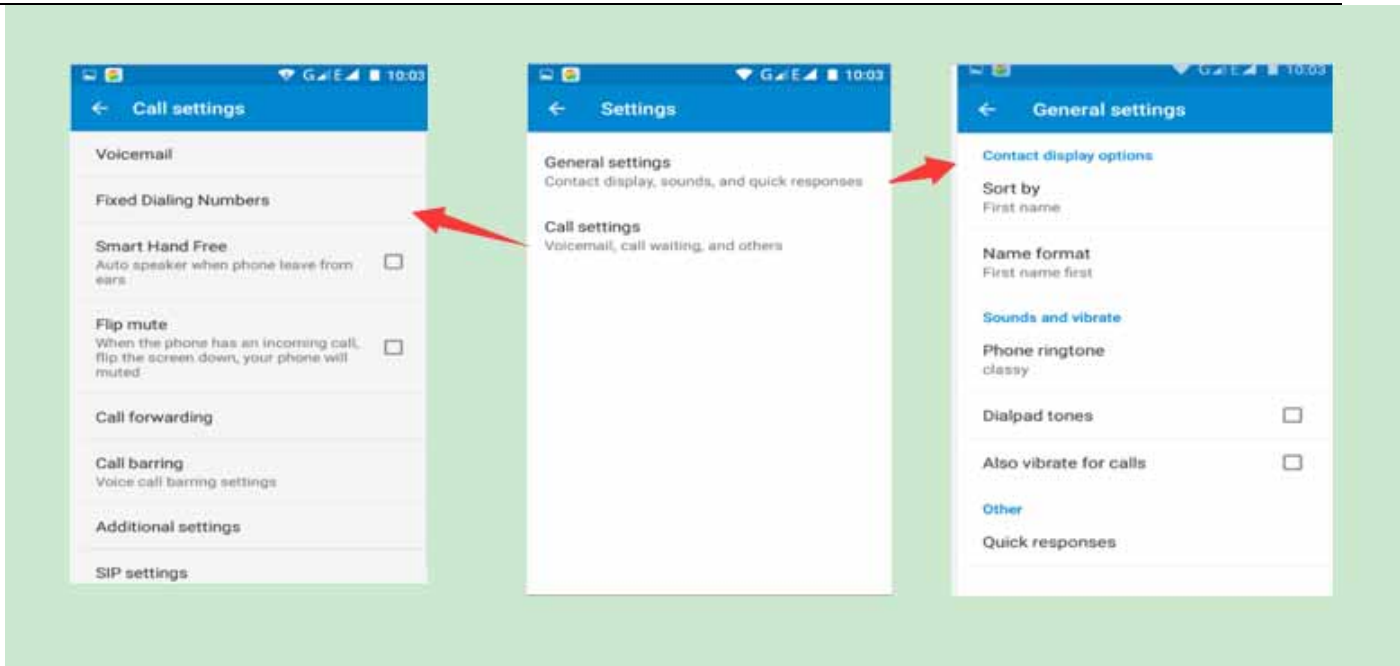 10:03
Call settings
Voicemail
Fixed Dialing Numbers
Smart Hand Free
Auto speaker when phone leave from
ears
Flip mute
When the phone has an incoming call,
flip the screen down, your phone will
muted
Call forwarding
Call barring
Voice call barring settings
Additional settings
SIP settings
G E 10:03
Settings
General settings
Contact display, sounds, and quick responses
Call settings
Voicemail, call waiting, and others
G E 10:03
General settings
Contact display options
Sort by
First name
Name format
First name first
Sounds and vibrate
Phone ringtone
classy
Dialpad tones
Also vibrate for calls
Other
Quick responses